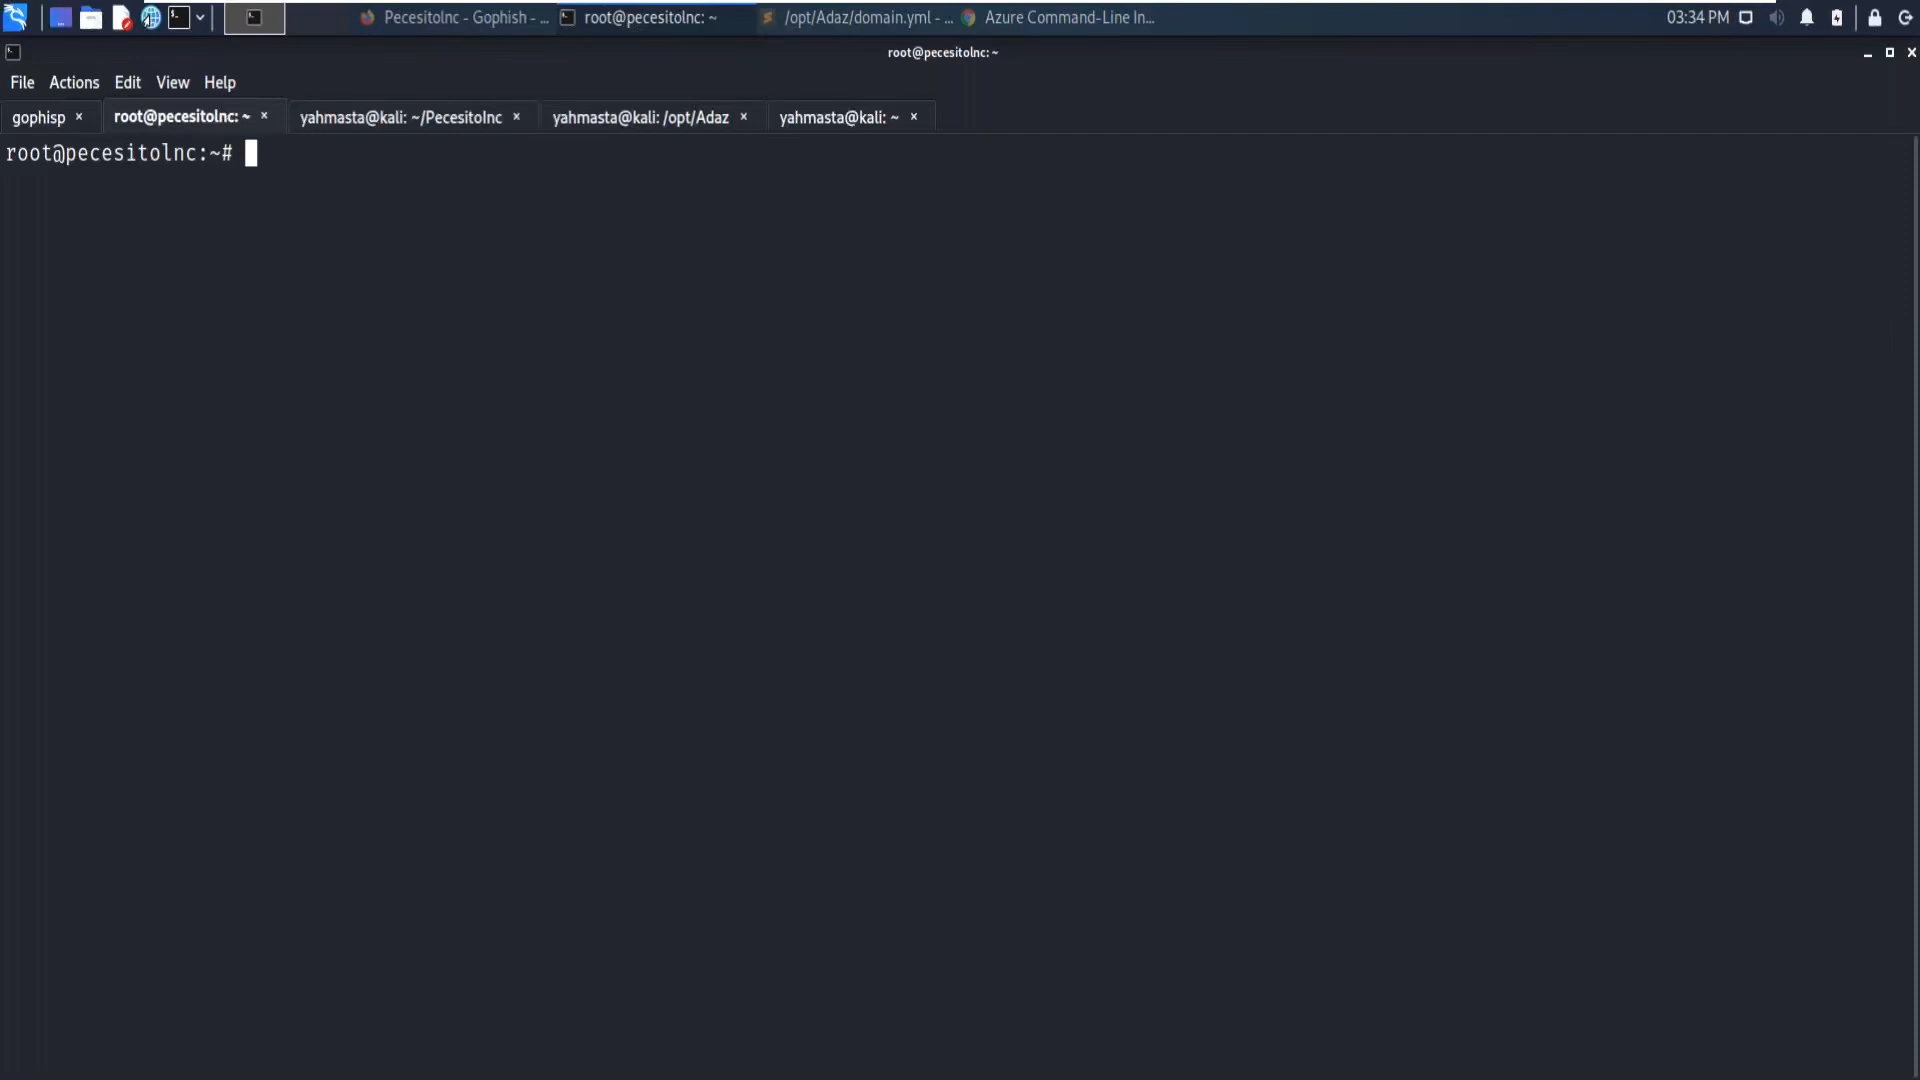 Pecesitolnc - Gophish - ...
root@pecesitolnc: ~
/opt/Adaz/domain.yml - ...
Azure Command-Line In...
03:34 PM
root@pecesitolnc: ~
File Actions Edit View Help
gophisp ×
root@pecesitolnc: ~ ×
yahmasta@kali: ~/PecesitoInc ×
yahmasta@kali: /opt/Adaz ×
yahmasta@kali: ~ ×
root@pecesitolnc:~#